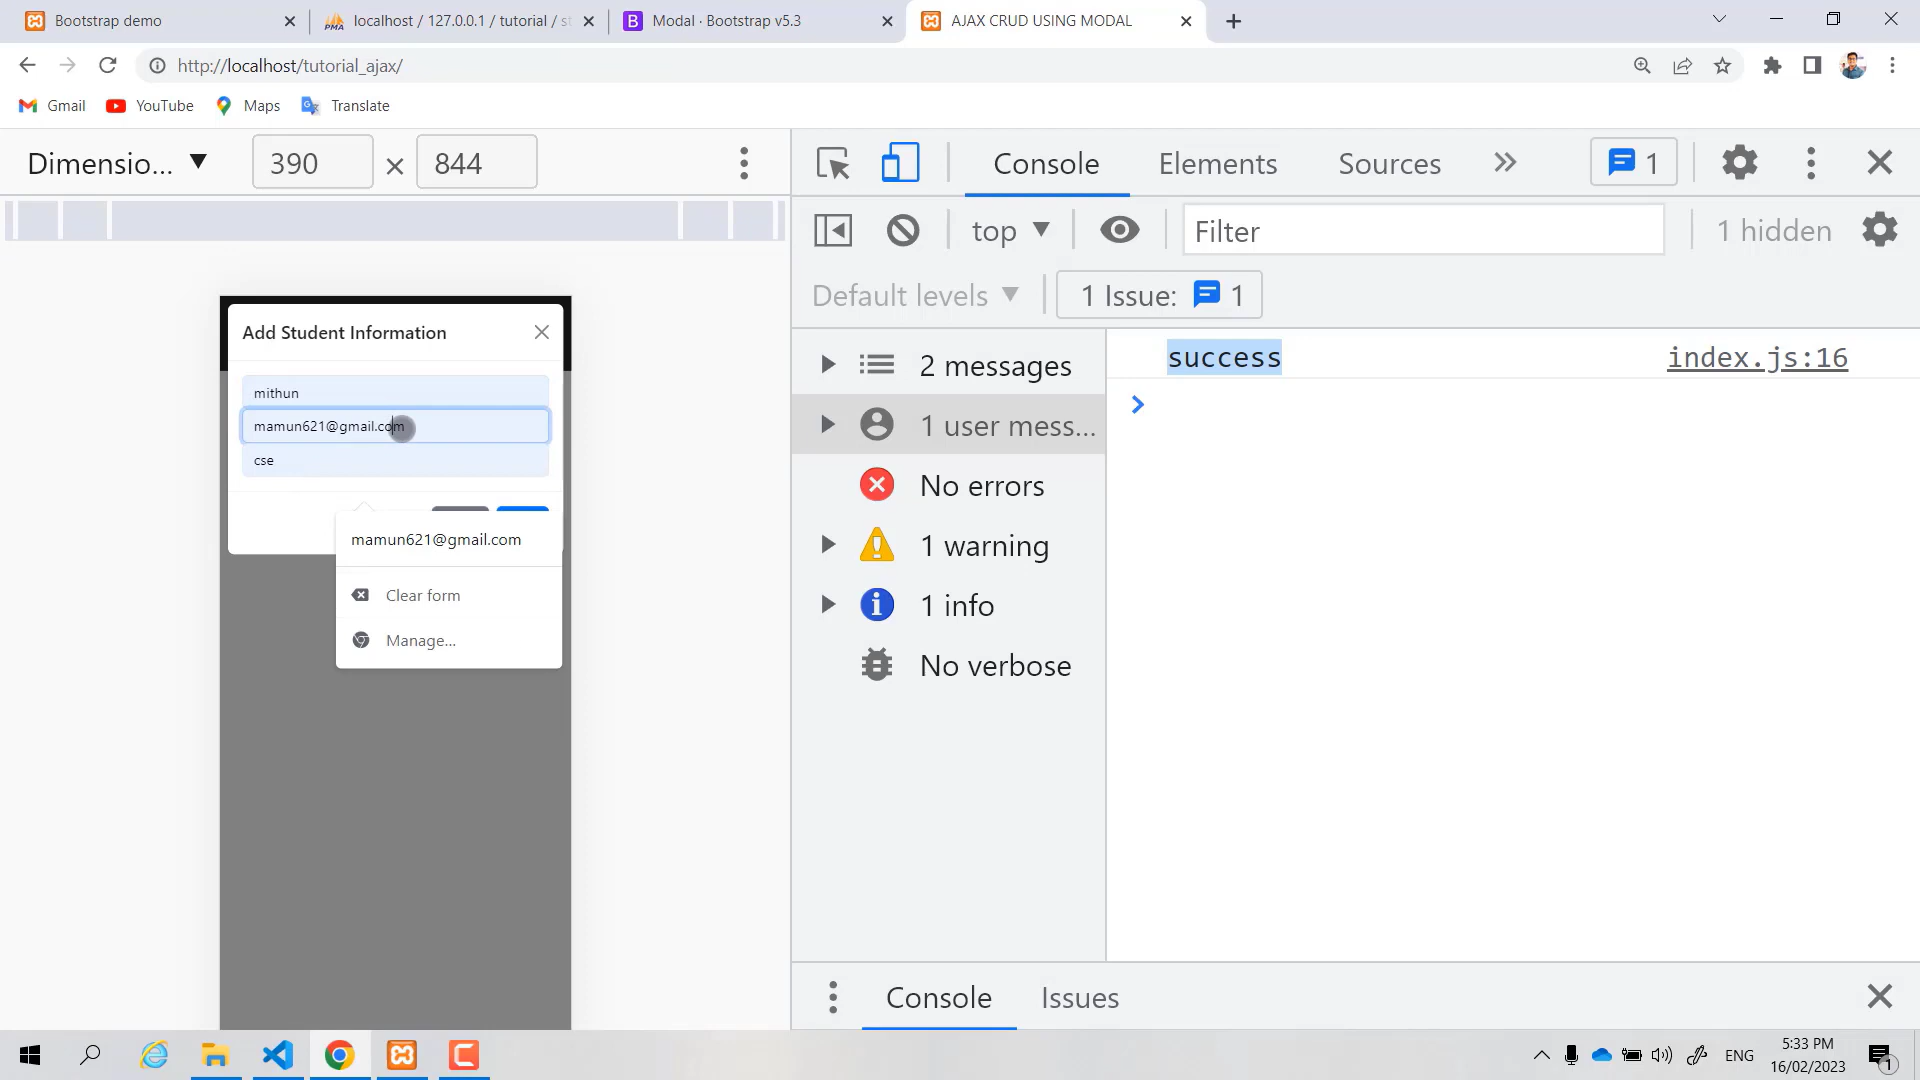 Bootstrap demo
localhost / 127.0.0.1 / tutorial / st
Modal · Bootstrap v5.3
AJAX CRUD USING MODAL
http://localhost/tutorial_ajax/
Gmail
YouTube
Maps
Translate
Dimensio... ▼
390 × 844
Console
Elements
Sources
1
top ▼
Filter
1 hidden
Default levels ▼
1 Issue: 1
Add Student Information
mithun
mamun621@gmail.com
cse
mamun621@gmail.com
Clear form
Manage...
2 messages
1 user mess...
No errors
1 warning
1 info
No verbose
success
index.js:16
Console
Issues
ENG
5:33 PM
16/02/2023
1